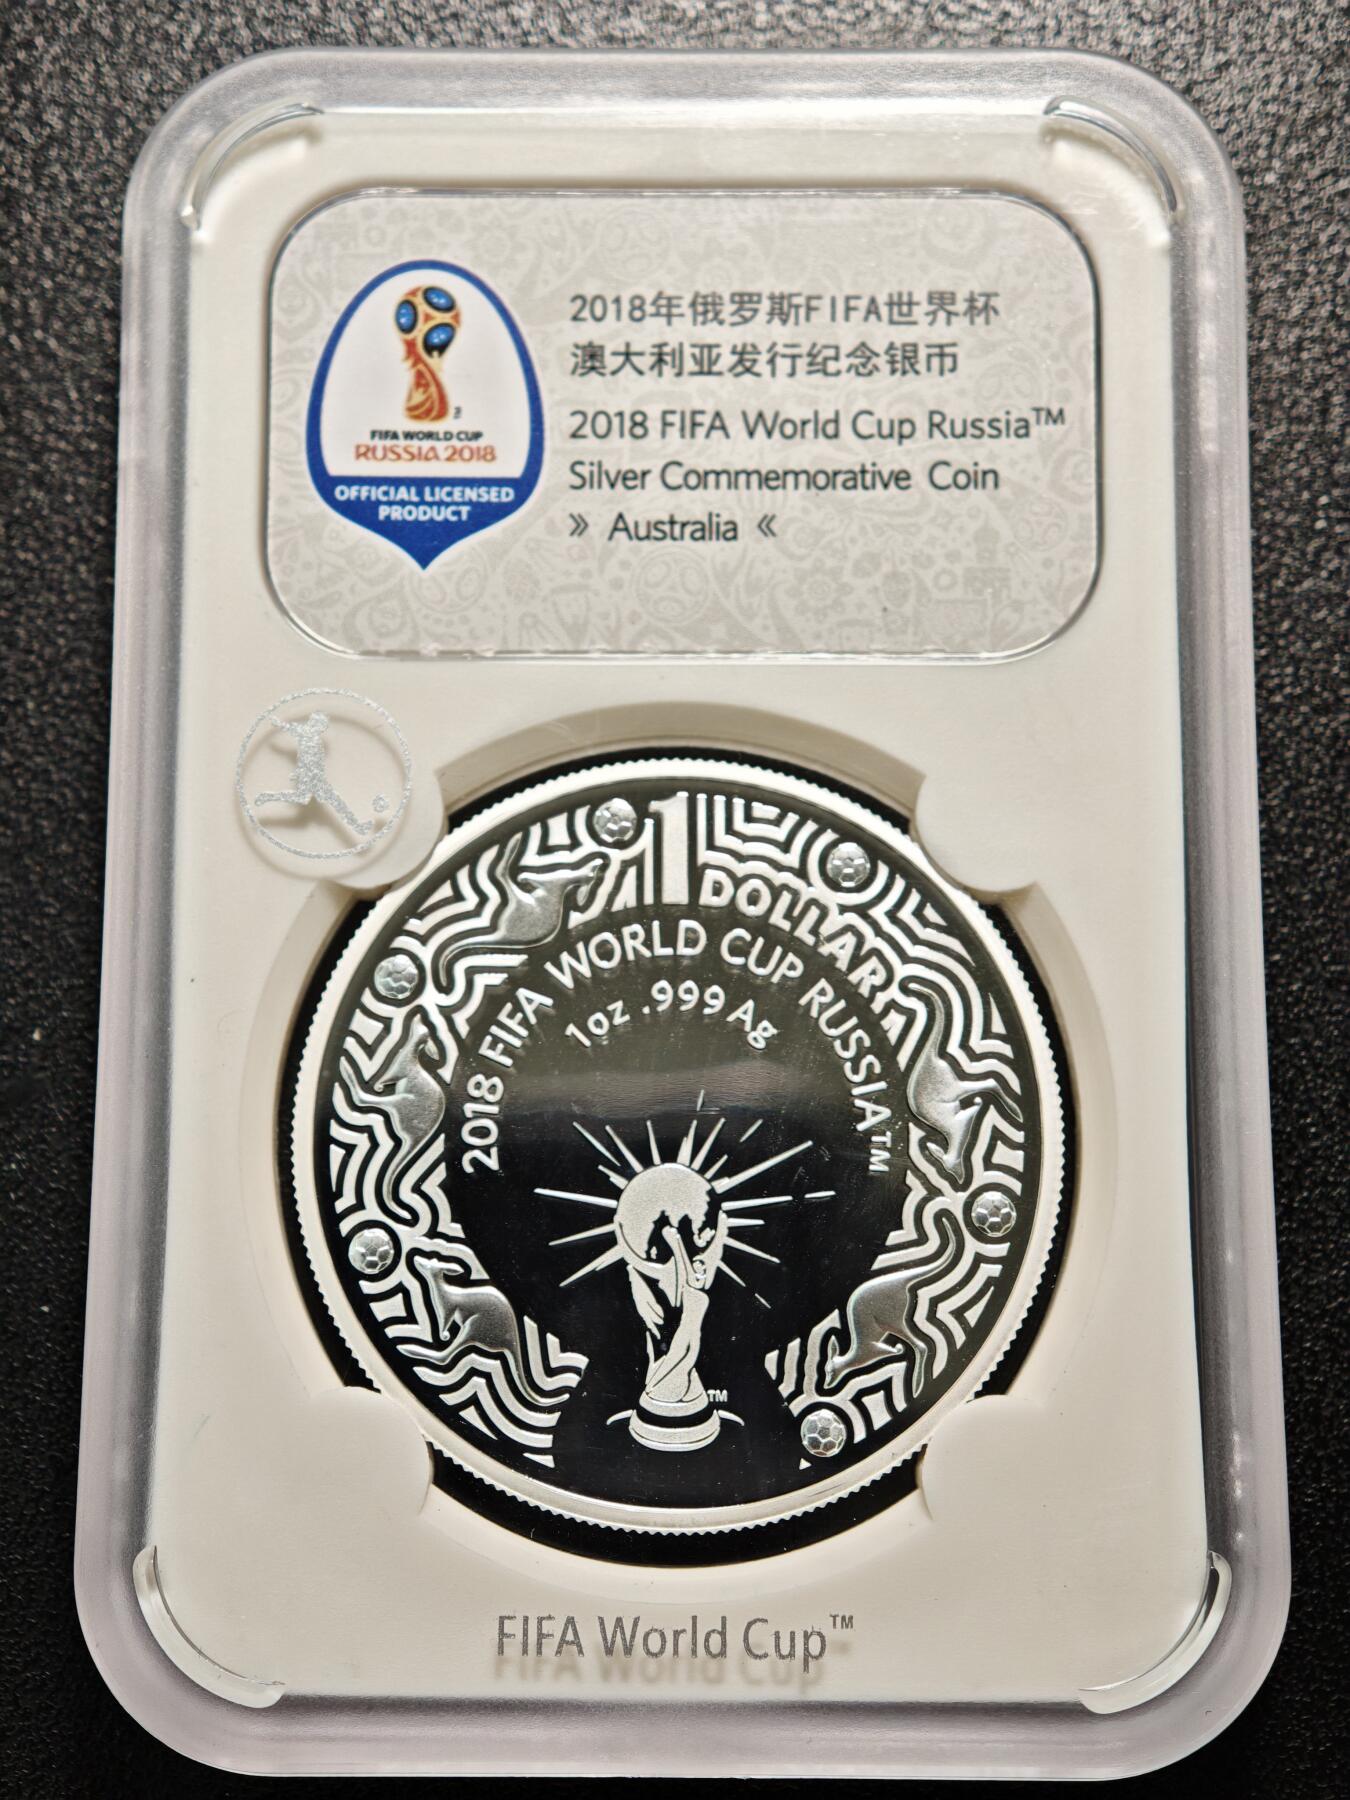 2018年俄罗斯FIFA世界杯
澳大利亚发行纪念银币
2018 FIFA World Cup Russia™
Silver Commemorative Coin
» Australia «
FIFA WORLD CUP
RUSSIA 2018
OFFICIAL LICENSED
PRODUCT
1 DOLLAR
2018 FIFA WORLD CUP RUSSIA™
1oz .999 Ag
TM
FIFA World Cup™